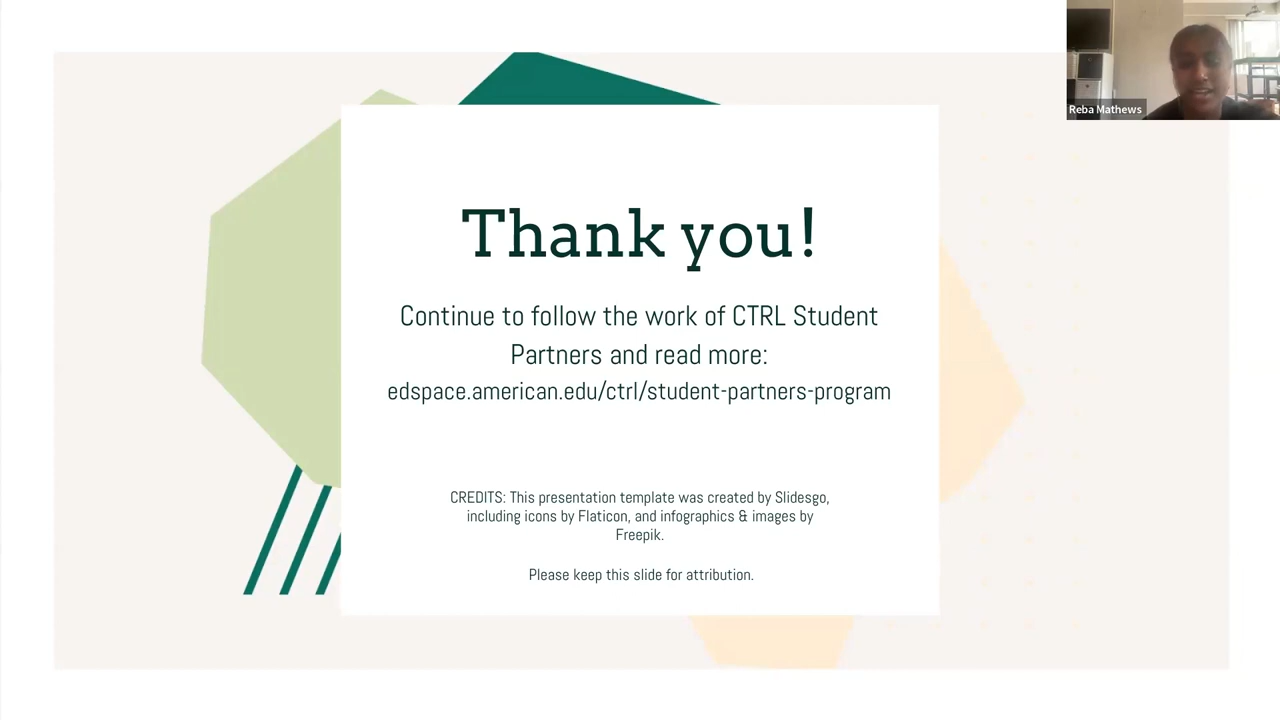 Reba Mathews
Thank you!
Continue to follow the work of CTRL Student
Partners and read more:
edspace.american.edu/ctrl/student-partners-program
CREDITS: This presentation template was created by Slidesgo,
including icons by Flaticon, and infographics & images by
Freepik.
Please keep this slide for attribution.